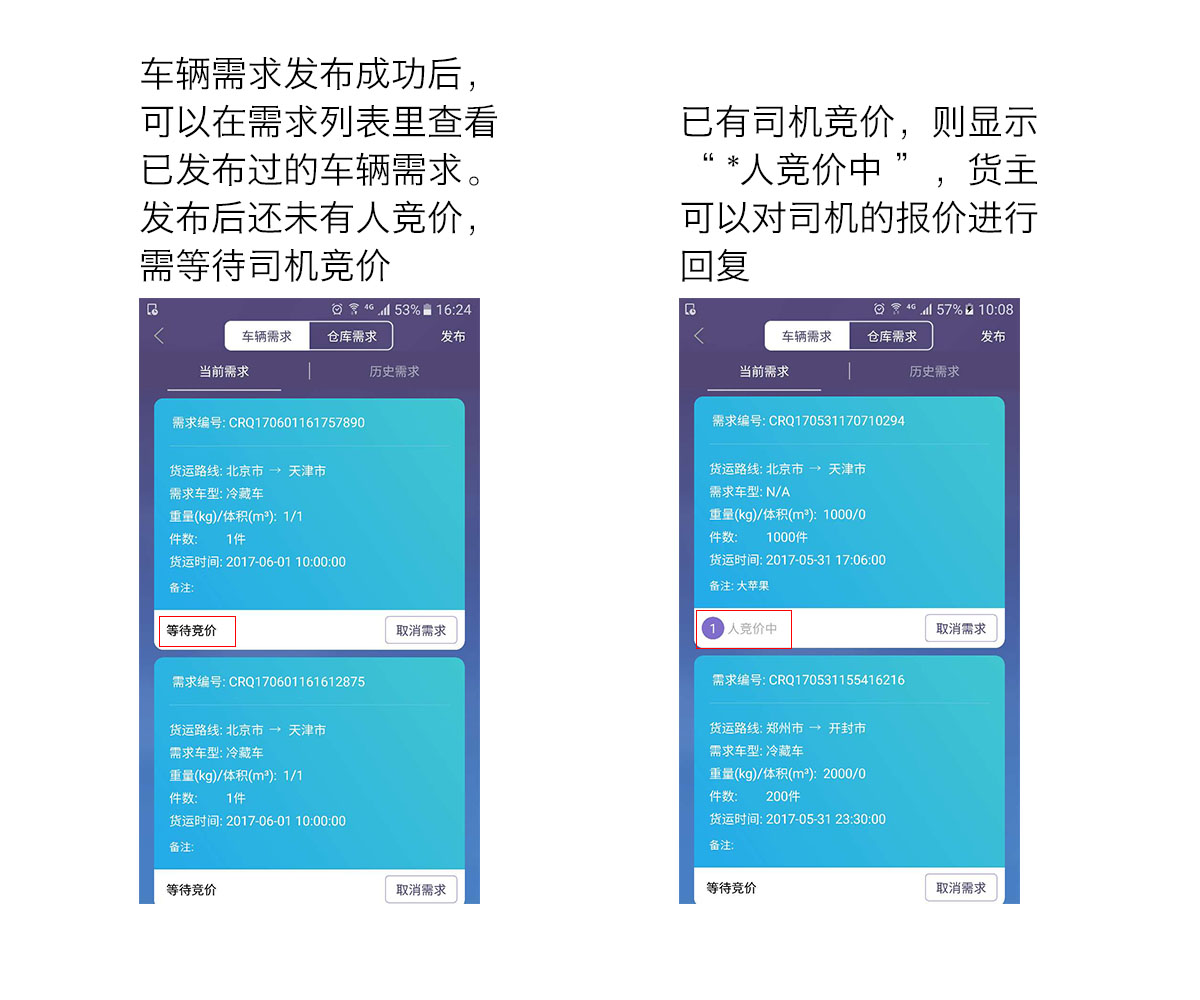 车辆需求发布成功后，
可以在需求列表里查看
已发布过的车辆需求。
发布后还未有人竞价，
需等待司机竞价
4G 53% 16:24
车辆需求 仓库需求 发布
当前需求 历史需求
需求编号: CRQ170601161757890
货运路线: 北京市 → 天津市
需求车型: 冷藏车
重量(kg)/体积(m³): 1/1
件数: 1件
货运时间: 2017-06-01 10:00:00
备注:
等待竞价 取消需求
需求编号: CRQ170601161612875
货运路线: 北京市 → 天津市
需求车型: 冷藏车
重量(kg)/体积(m³): 1/1
件数: 1件
货运时间: 2017-06-01 10:00:00
备注:
等待竞价 取消需求
已有司机竞价，则显示
“ *人竞价中 ”，货主
可以对司机的报价进行
回复
4G 57% 10:08
车辆需求 仓库需求 发布
当前需求 历史需求
需求编号: CRQ170531170710294
货运路线: 北京市 → 天津市
需求车型: N/A
重量(kg)/体积(m³): 1000/0
件数: 1000件
货运时间: 2017-05-31 17:06:00
备注: 大苹果
1 人竞价中 取消需求
需求编号: CRQ170531155416216
货运路线: 郑州市 → 开封市
需求车型: 冷藏车
重量(kg)/体积(m³): 2000/0
件数: 200件
货运时间: 2017-05-31 23:30:00
备注:
等待竞价 取消需求